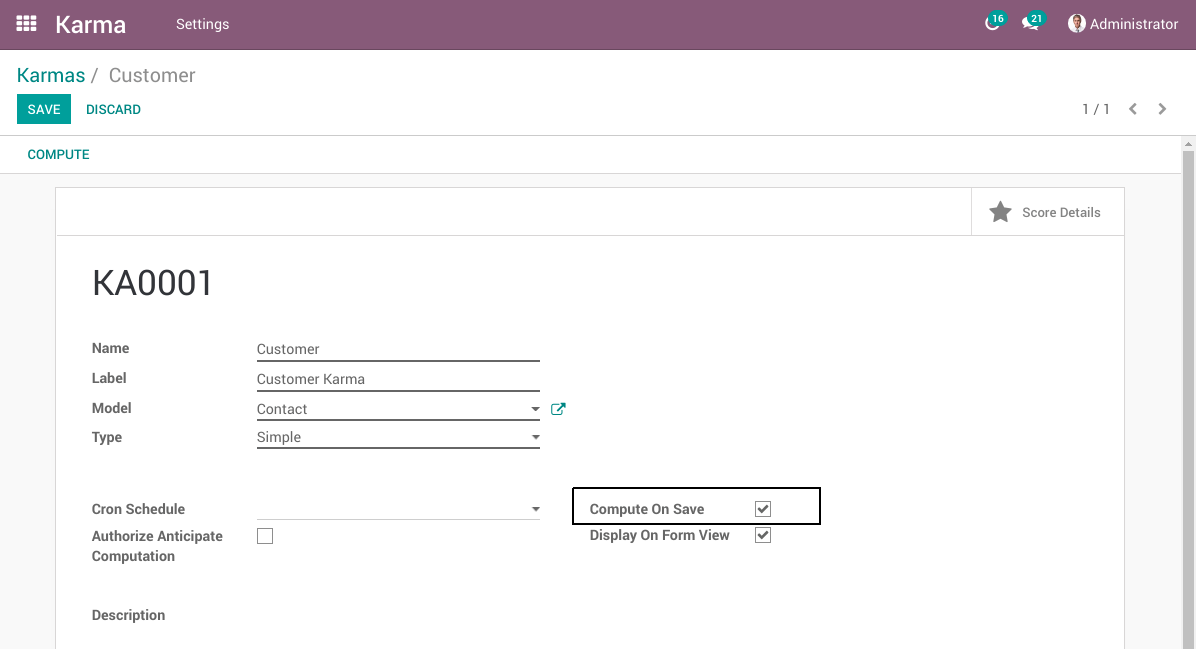 Karma Settings 16 21 Administrator
Karmas / Customer
SAVE DISCARD 1 / 1
COMPUTE
Score Details
KA0001
Name Customer
Label Customer Karma
Model Contact
Type Simple
Cron Schedule Compute On Save
Authorize Anticipate Display On Form View
Computation
Description